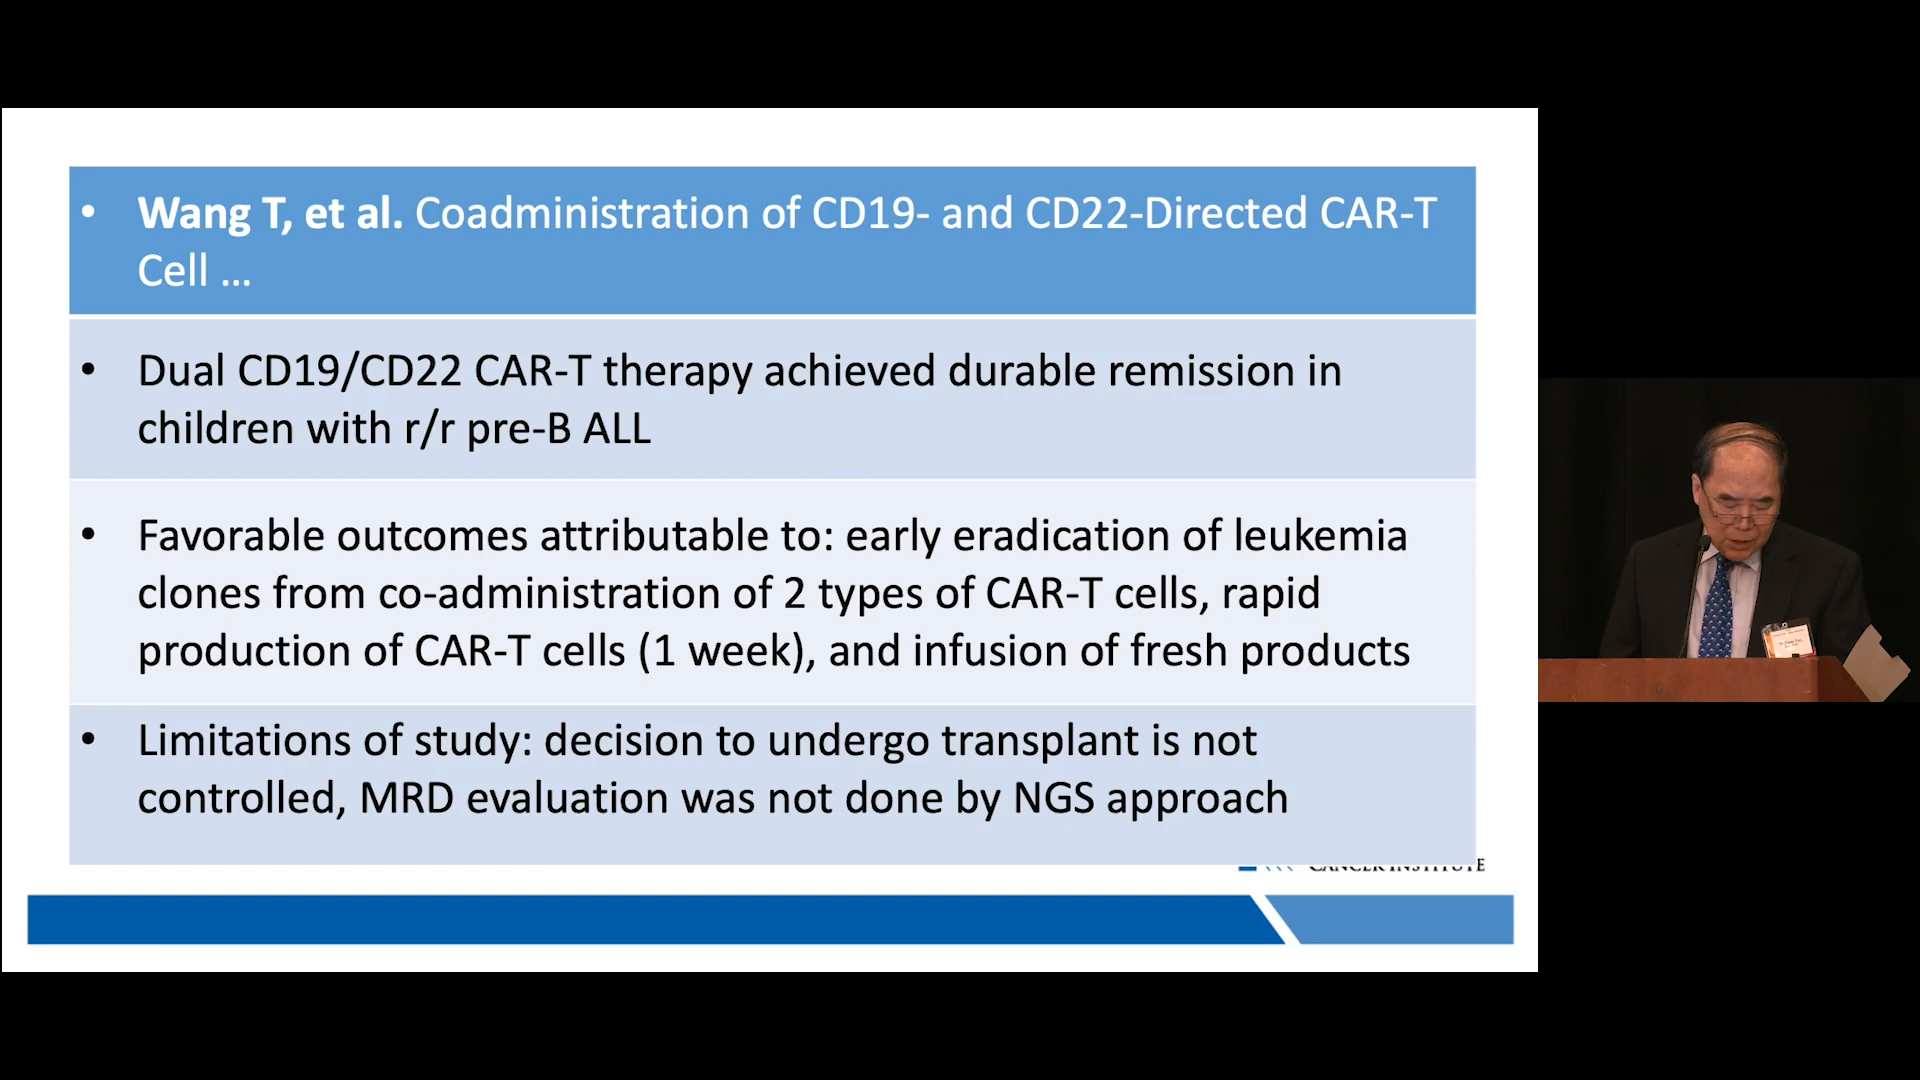 • Wang T, et al. Coadministration of CD19- and CD22-Directed CAR-T
Cell ...
• Dual CD19/CD22 CAR-T therapy achieved durable remission in
children with r/r pre-B ALL
• Favorable outcomes attributable to: early eradication of leukemia
clones from co-administration of 2 types of CAR-T cells, rapid
production of CAR-T cells (1 week), and infusion of fresh products
• Limitations of study: decision to undergo transplant is not
controlled, MRD evaluation was not done by NGS approach
CANCER INSTITUTE